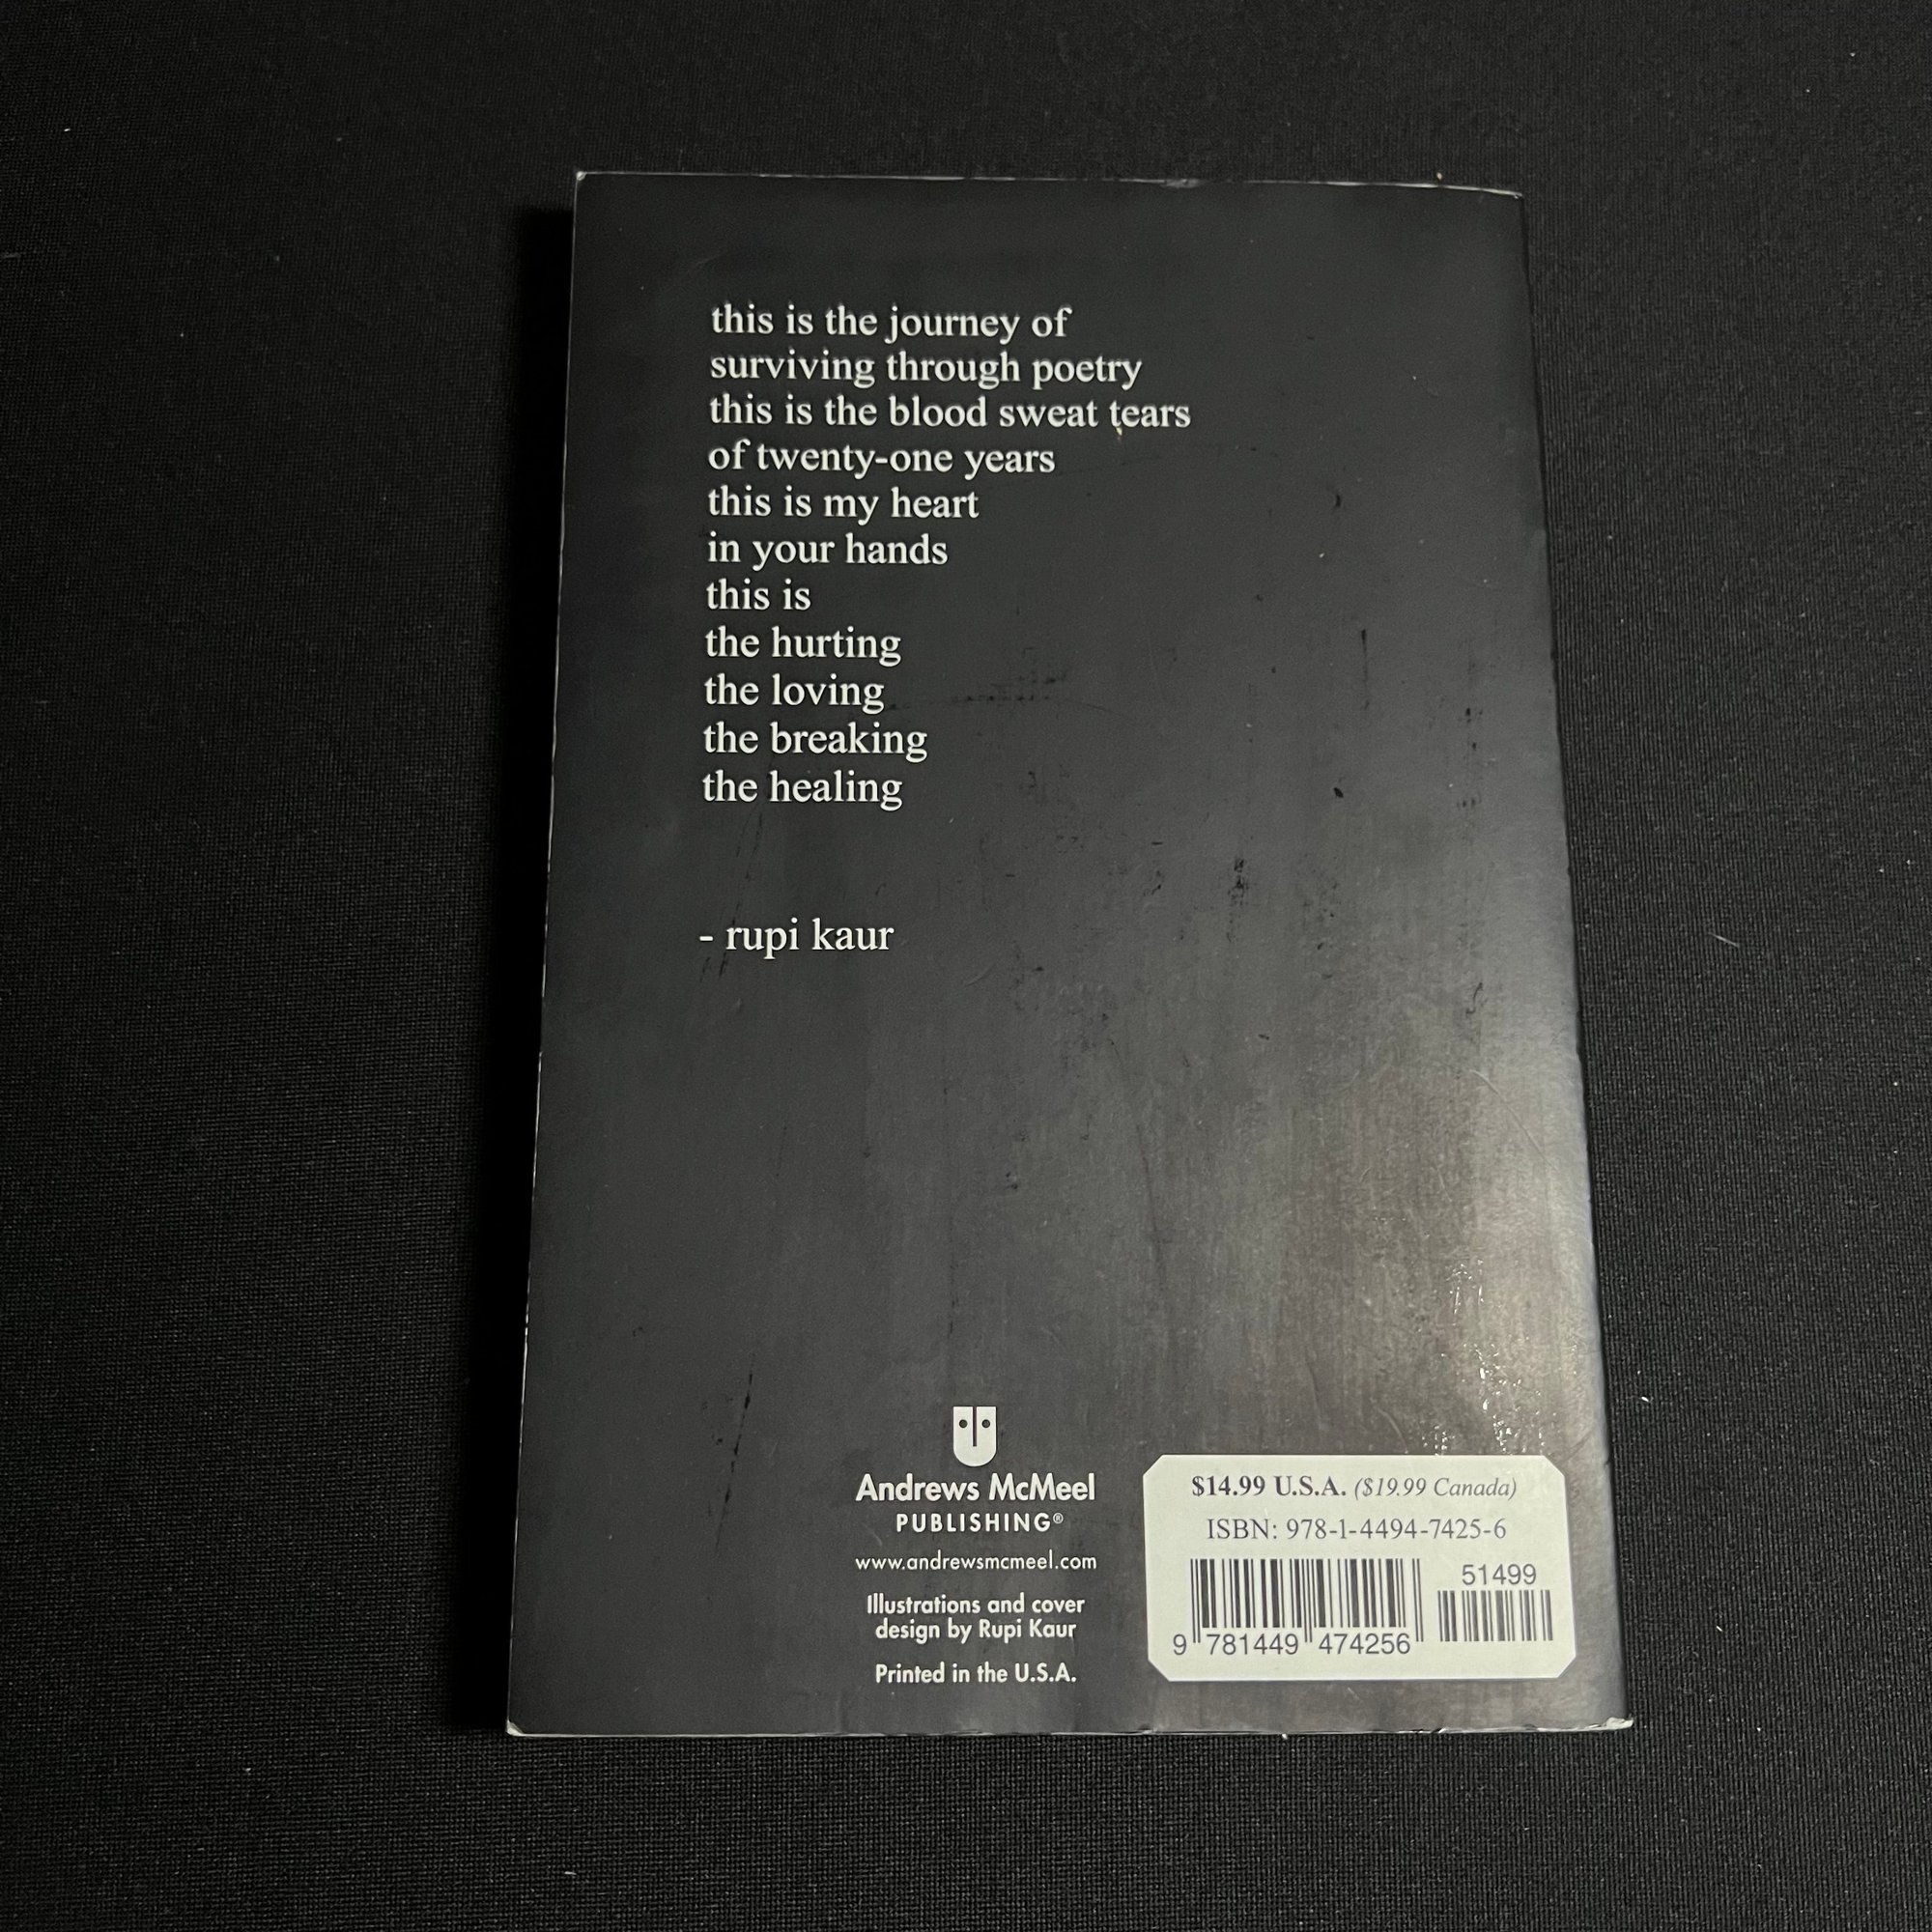 this is the journey of
surviving through poetry
this is the blood sweat tears
of twenty-one years
this is my heart
in your hands
this is
the hurting
the loving
the breaking
the healing
- rupi kaur
Andrews McMeel
PUBLISHING®
www.andrewsmcmeel.com
Illustrations and cover
design by Rupi Kaur
Printed in the U.S.A.
$14.99 U.S.A. ($19.99 Canada)
ISBN: 978-1-4494-7425-6
51499
9 781449 474256